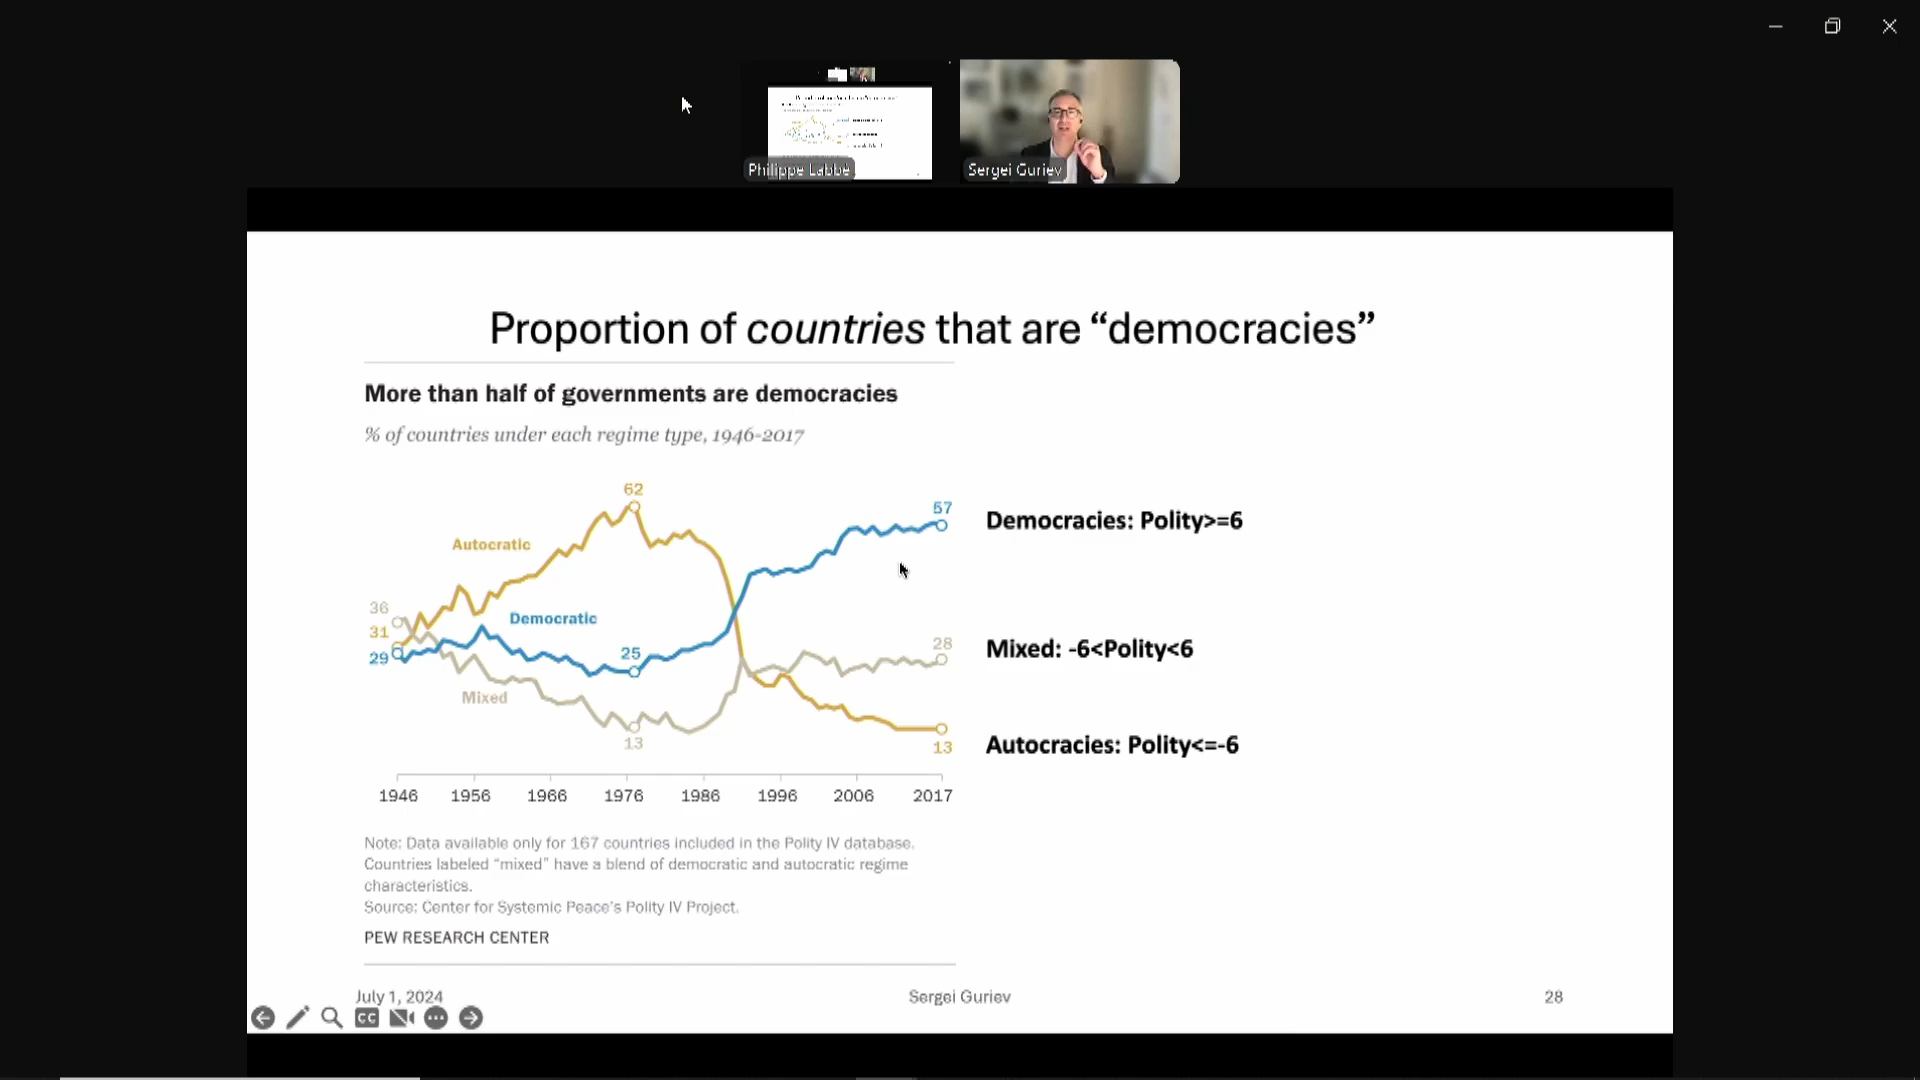 Philippe Labbé
Sergei Guriev
Proportion of countries that are “democracies”
More than half of governments are democracies
% of countries under each regime type, 1946-2017
62
57
Democracies: Polity>=6
Autocratic
36
31
29
Democratic
25
28
Mixed: -6<Polity<6
Mixed
13
13
Autocracies: Polity<=-6
1946 1956 1966 1976 1986 1996 2006 2017
Note: Data available only for 167 countries included in the Polity IV database.
Countries labeled “mixed” have a blend of democratic and autocratic regime
characteristics.
Source: Center for Systemic Peace’s Polity IV Project.
PEW RESEARCH CENTER
July 1, 2024
Sergei Guriev
28
CC